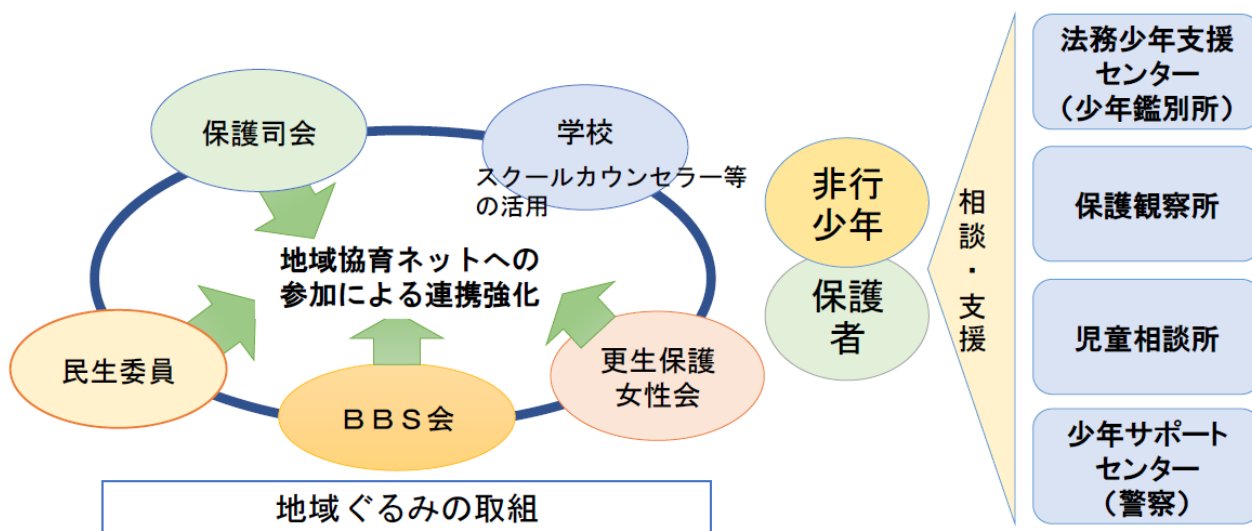 保護司会
学校
スクールカウンセラー等
の活用
地域協育ネットへの
参加による連携強化
民生委員
BBS会
更生保護
女性会
地域ぐるみの取組
非行
少年
保護
者
相談・支援
法務少年支援
センター
(少年鑑別所)
保護観察所
児童相談所
少年サポート
センター
(警察)